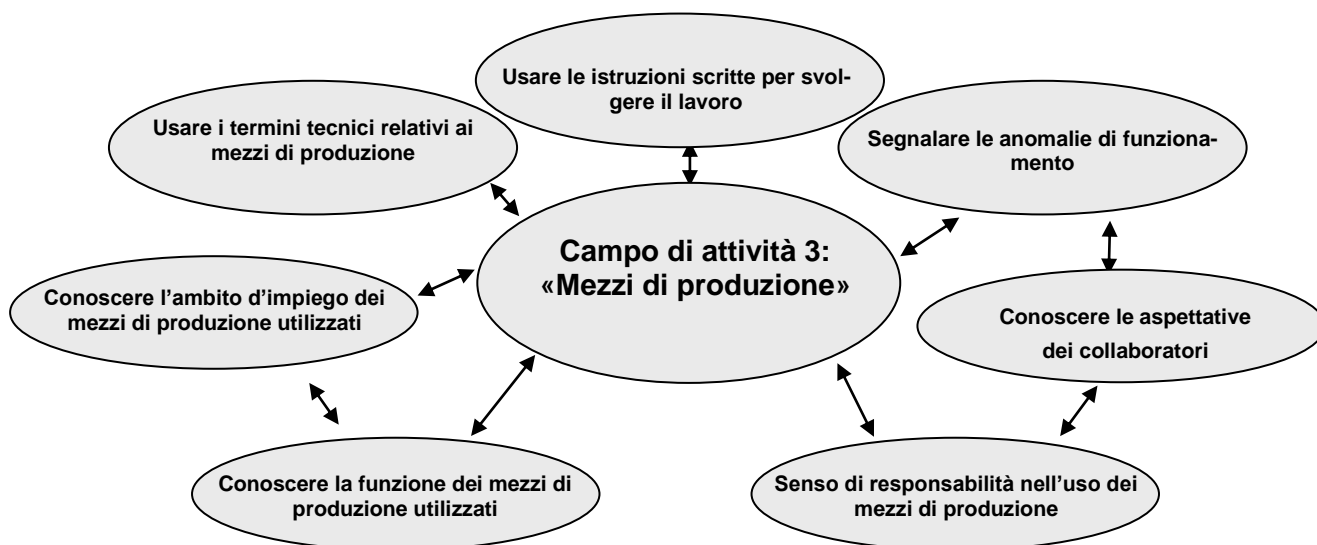 Usare le istruzioni scritte per svol-
gere il lavoro
Usare i termini tecnici relativi ai
mezzi di produzione
Segnalare le anomalie di funziona-
mento
Campo di attività 3:
«Mezzi di produzione»
Conoscere l’ambito d’impiego dei
mezzi di produzione utilizzati
Conoscere le aspettative
dei collaboratori
Conoscere la funzione dei mezzi di
produzione utilizzati
Senso di responsabilità nell’uso dei
mezzi di produzione